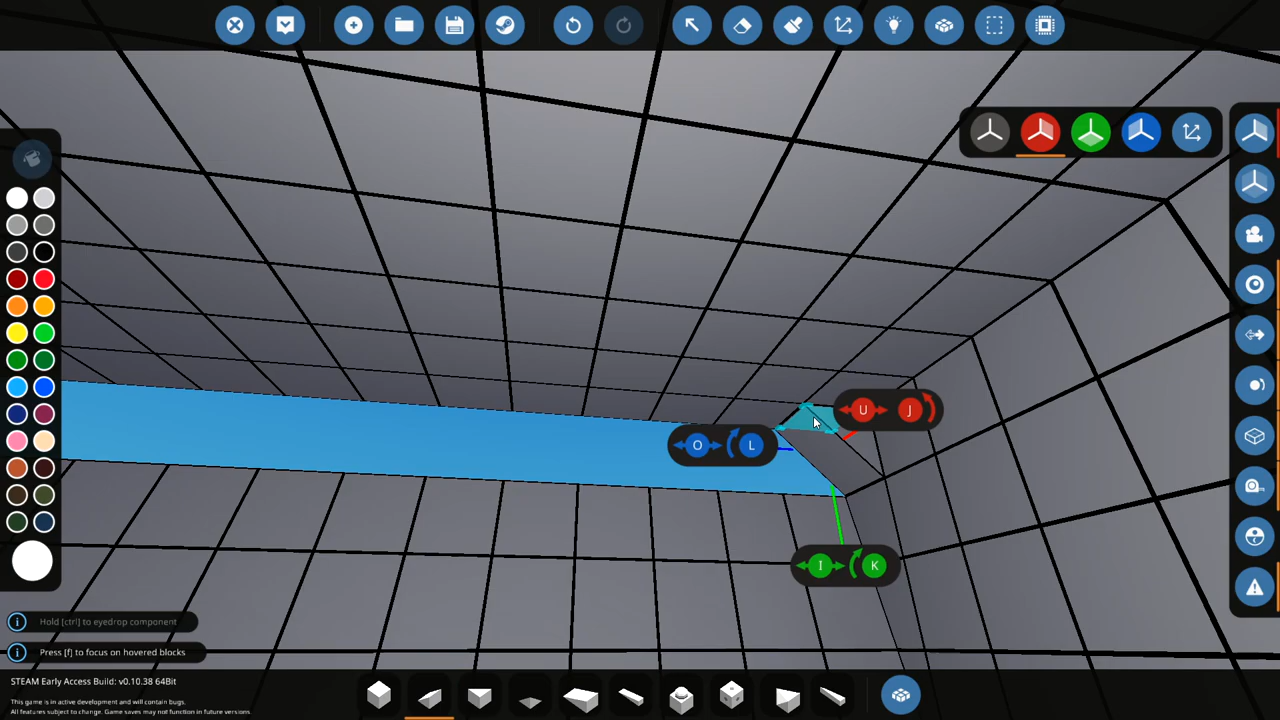 U J
O L
I K
Hold [ctrl] to eyedrop component
Press [f] to focus on hovered blocks
STEAM Early Access Build: v0.10.38 64Bit
This game is in active development and will contain bugs.
All features subject to change. Game saves may not function in future versions.